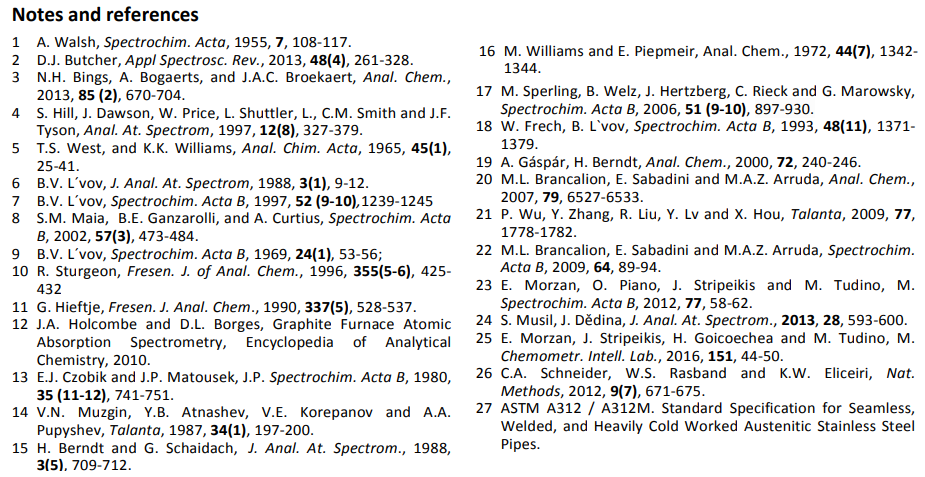 Notes and references
1 A. Walsh, Spectrochim. Acta, 1955, 7, 108-117.
2 D.J. Butcher, Appl Spectrosc. Rev., 2013, 48(4), 261-328.
3 N.H. Bings, A. Bogaerts, and J.A.C. Broekaert, Anal. Chem.,
2013, 85 (2), 670-704.
4 S. Hill, J. Dawson, W. Price, L. Shuttler, L., C.M. Smith and J.F.
Tyson, Anal. At. Spectrom, 1997, 12(8), 327-379.
5 T.S. West, and K.K. Williams, Anal. Chim. Acta, 1965, 45(1),
25-41.
6 B.V. L´vov, J. Anal. At. Spectrom, 1988, 3(1), 9-12.
7 B.V. L´vov, Spectrochim. Acta B, 1997, 52 (9-10),1239-1245
8 S.M. Maia, B.E. Ganzarolli, and A. Curtius, Spectrochim. Acta
B, 2002, 57(3), 473-484.
9 B.V. L´vov, Spectrochim. Acta B, 1969, 24(1), 53-56;
10 R. Sturgeon, Fresen. J. of Anal. Chem., 1996, 355(5-6), 425-
432
11 G. Hieftje, Fresen. J. Anal. Chem., 1990, 337(5), 528-537.
12 J.A. Holcombe and D.L. Borges, Graphite Furnace Atomic
Absorption Spectrometry, Encyclopedia of Analytical
Chemistry, 2010.
13 E.J. Czobik and J.P. Matousek, J.P. Spectrochim. Acta B, 1980,
35 (11-12), 741-751.
14 V.N. Muzgin, Y.B. Atnashev, V.E. Korepanov and A.A.
Pupyshev, Talanta, 1987, 34(1), 197-200.
15 H. Berndt and G. Schaidach, J. Anal. At. Spectrom., 1988,
3(5), 709-712.
16 M. Williams and E. Piepmeir, Anal. Chem., 1972, 44(7), 1342-
1344.
17 M. Sperling, B. Welz, J. Hertzberg, C. Rieck and G. Marowsky,
Spectrochim. Acta B, 2006, 51 (9-10), 897-930.
18 W. Frech, B. L`vov, Spectrochim. Acta B, 1993, 48(11), 1371-
1379.
19 A. Gáspár, H. Berndt, Anal. Chem., 2000, 72, 240-246.
20 M.L. Brancalion, E. Sabadini and M.A.Z. Arruda, Anal. Chem.,
2007, 79, 6527-6533.
21 P. Wu, Y. Zhang, R. Liu, Y. Lv and X. Hou, Talanta, 2009, 77,
1778-1782.
22 M.L. Brancalion, E. Sabadini and M.A.Z. Arruda, Spectrochim.
Acta B, 2009, 64, 89-94.
23 E. Morzan, O. Piano, J. Stripeikis and M. Tudino, M.
Spectrochim. Acta B, 2012, 77, 58-62.
24 S. Musil, J. Dědina, J. Anal. At. Spectrom., 2013, 28, 593-600.
25 E. Morzan, J. Stripeikis, H. Goicoechea and M. Tudino, M.
Chemometr. Intell. Lab., 2016, 151, 44-50.
26 C.A. Schneider, W.S. Rasband and K.W. Eliceiri, Nat.
Methods, 2012, 9(7), 671-675.
27 ASTM A312 / A312M. Standard Specification for Seamless,
Welded, and Heavily Cold Worked Austenitic Stainless Steel
Pipes.